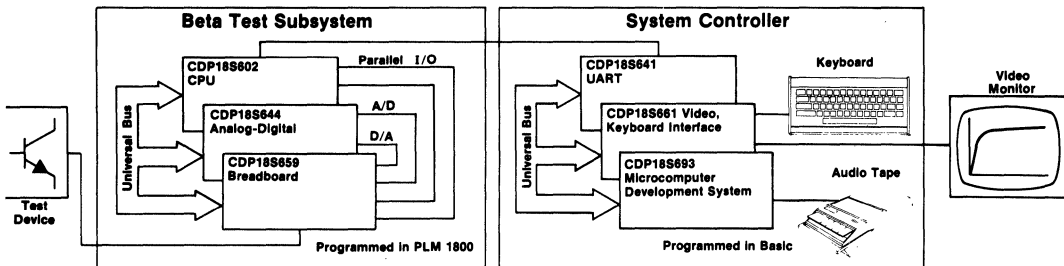 Beta Test Subsystem
CDP18S602
CPU
Parallel I/O
CDP18S644
Analog-Digital
A/D
D/A
CDP18S659
Breadboard
Universal Bus
Test
Device
Programmed in PLM 1800
System Controller
CDP18S641
UART
CDP18S661 Video,
Keyboard Interface
CDP18S693
Microcomputer
Development System
Universal Bus
Keyboard
Audio Tape
Programmed in Basic
Video
Monitor